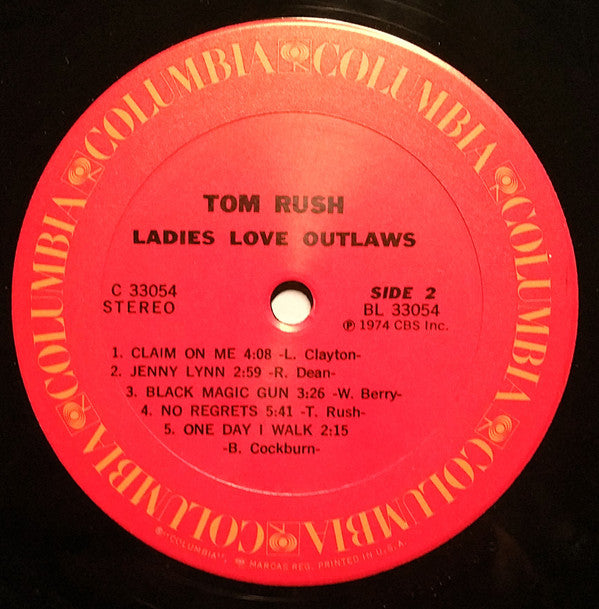 COLUMBIA COLUMBIA COLUMBIA COLUMBIA COLUMBIA COLUMBIA
TOM RUSH
LADIES LOVE OUTLAWS
C 33054
STEREO
SIDE 2
BL 33054
℗ 1974 CBS Inc.
1. CLAIM ON ME 4:08 -L. Clayton-
2. JENNY LYNN 2:59 -R. Dean-
3. BLACK MAGIC GUN 3:26 -W. Berry-
4. NO REGRETS 5:41 -T. Rush-
5. ONE DAY I WALK 2:15
-B. Cockburn-
"COLUMBIA" MARCAS REG. PRINTED IN U.S.A.